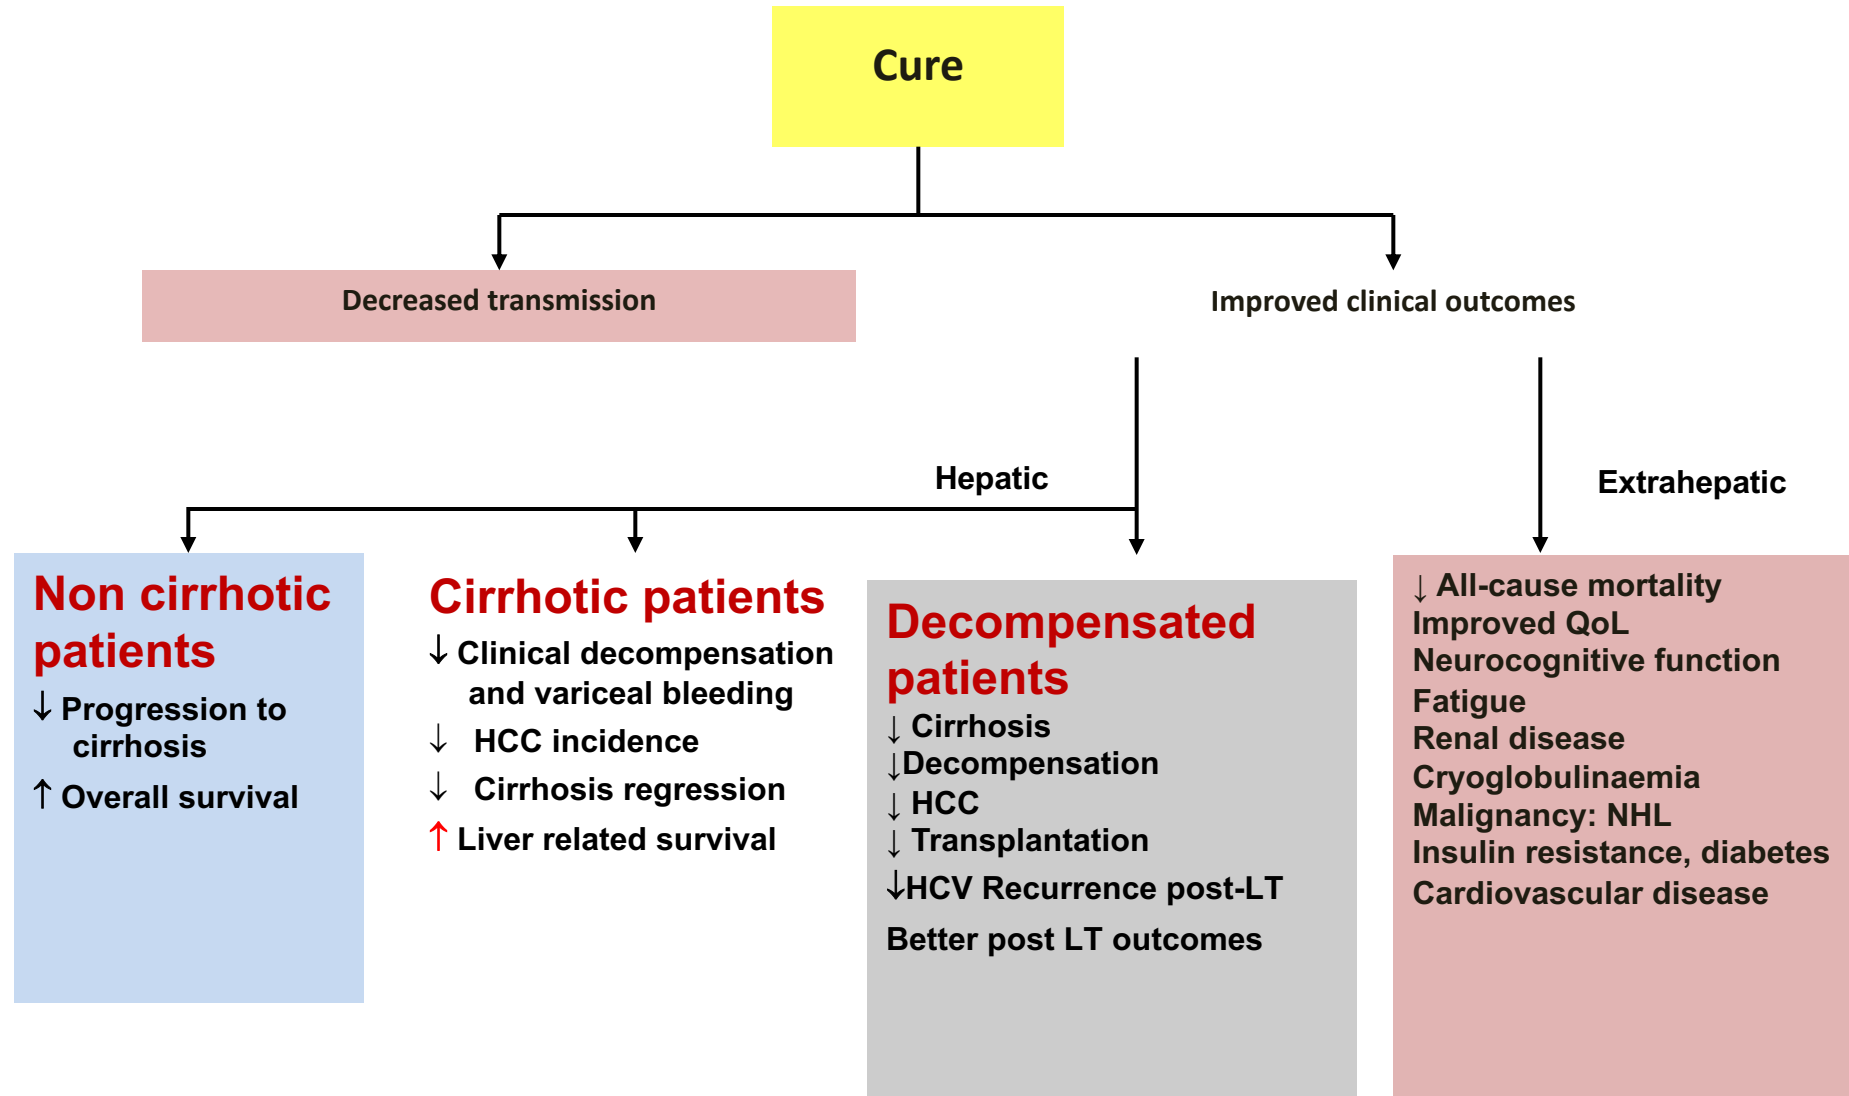 Cure
Decreased transmission
Improved clinical outcomes
Hepatic
Extrahepatic
Non cirrhotic
patients
↓ Progression to
cirrhosis
↑ Overall survival
Cirrhotic patients
↓ Clinical decompensation
and variceal bleeding
↓ HCC incidence
↓ Cirrhosis regression
↑ Liver related survival
Decompensated
patients
↓ Cirrhosis
↓Decompensation
↓ HCC
↓ Transplantation
↓HCV Recurrence post-LT
Better post LT outcomes
↓ All-cause mortality
Improved QoL
Neurocognitive function
Fatigue
Renal disease
Cryoglobulinaemia
Malignancy: NHL
Insulin resistance, diabetes
Cardiovascular disease